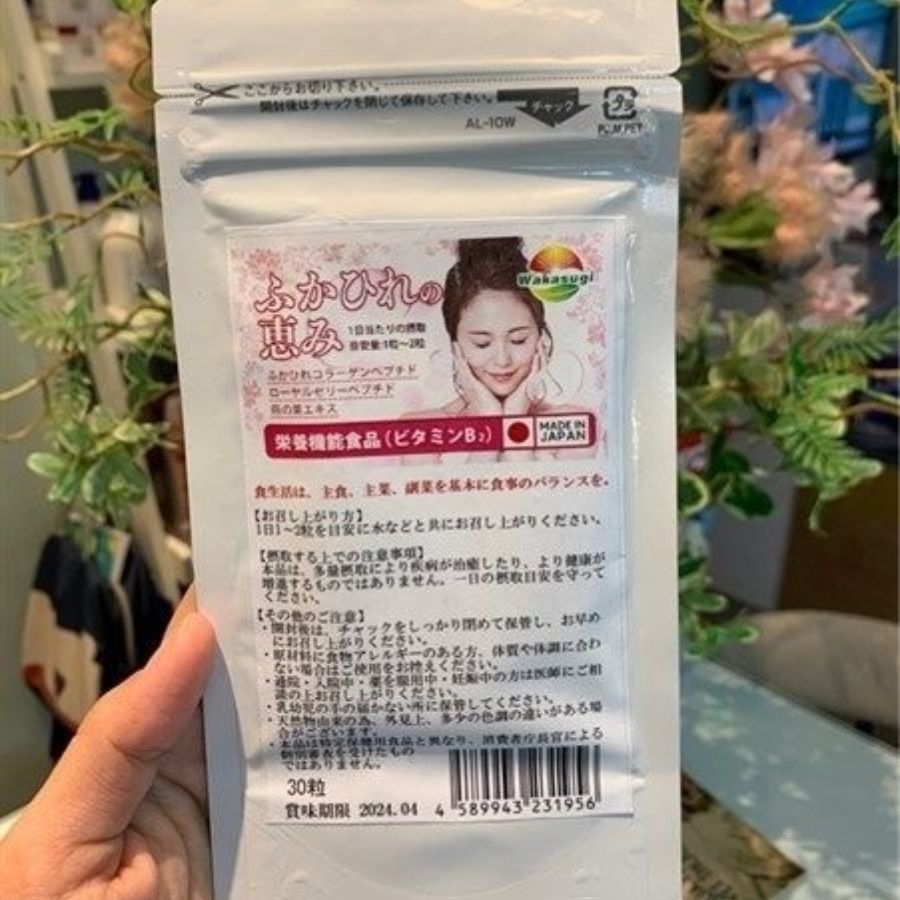 ここからお切り下さい。
開封後はチャックを閉じて保存して下さい。
チャック
AL-10W
プラ
PE,M,PET
Wakasugi
ふかひれの
恵み
1日当たりの摂取
目安量:1粒〜2粒
ふかひれコラーゲンペプチド
ローヤルゼリーペプチド
栄養機能食品(ビタミンB₂)
MADE IN
JAPAN
食生活は、主食、主菜、副菜を基本に食事のバランスを。
【お召し上がり方】
1日1〜2粒を目安に水などと共にお召し上がりください。
【摂取する上での注意事項】
本品は、多量摂取により疾病が治癒したり、より健康が
増進するものではありません。一日の摂取目安を守って
ください。
【その他のご注意】
・開封後は、チャックをしっかり閉めて保管し、お早め
にお召し上がりください。
・原材料に食物アレルギーのある方、体質や体調に合わ
ない場合はご使用をお控えください。
・通院・入院中・薬を服用中・妊娠中の方は医師にご相
談の上お召し上がりください。
・乳幼児の手の届かない所に保管してください。
・天然物由来の為、外見上、多少の色調の違いがある場
合がございます。
・本品は特定保健用食品と異なり、消費者庁長官による
個別審査を受けたもの
ではありません。
30粒
賞味期限 2024.04
4 589943 231956